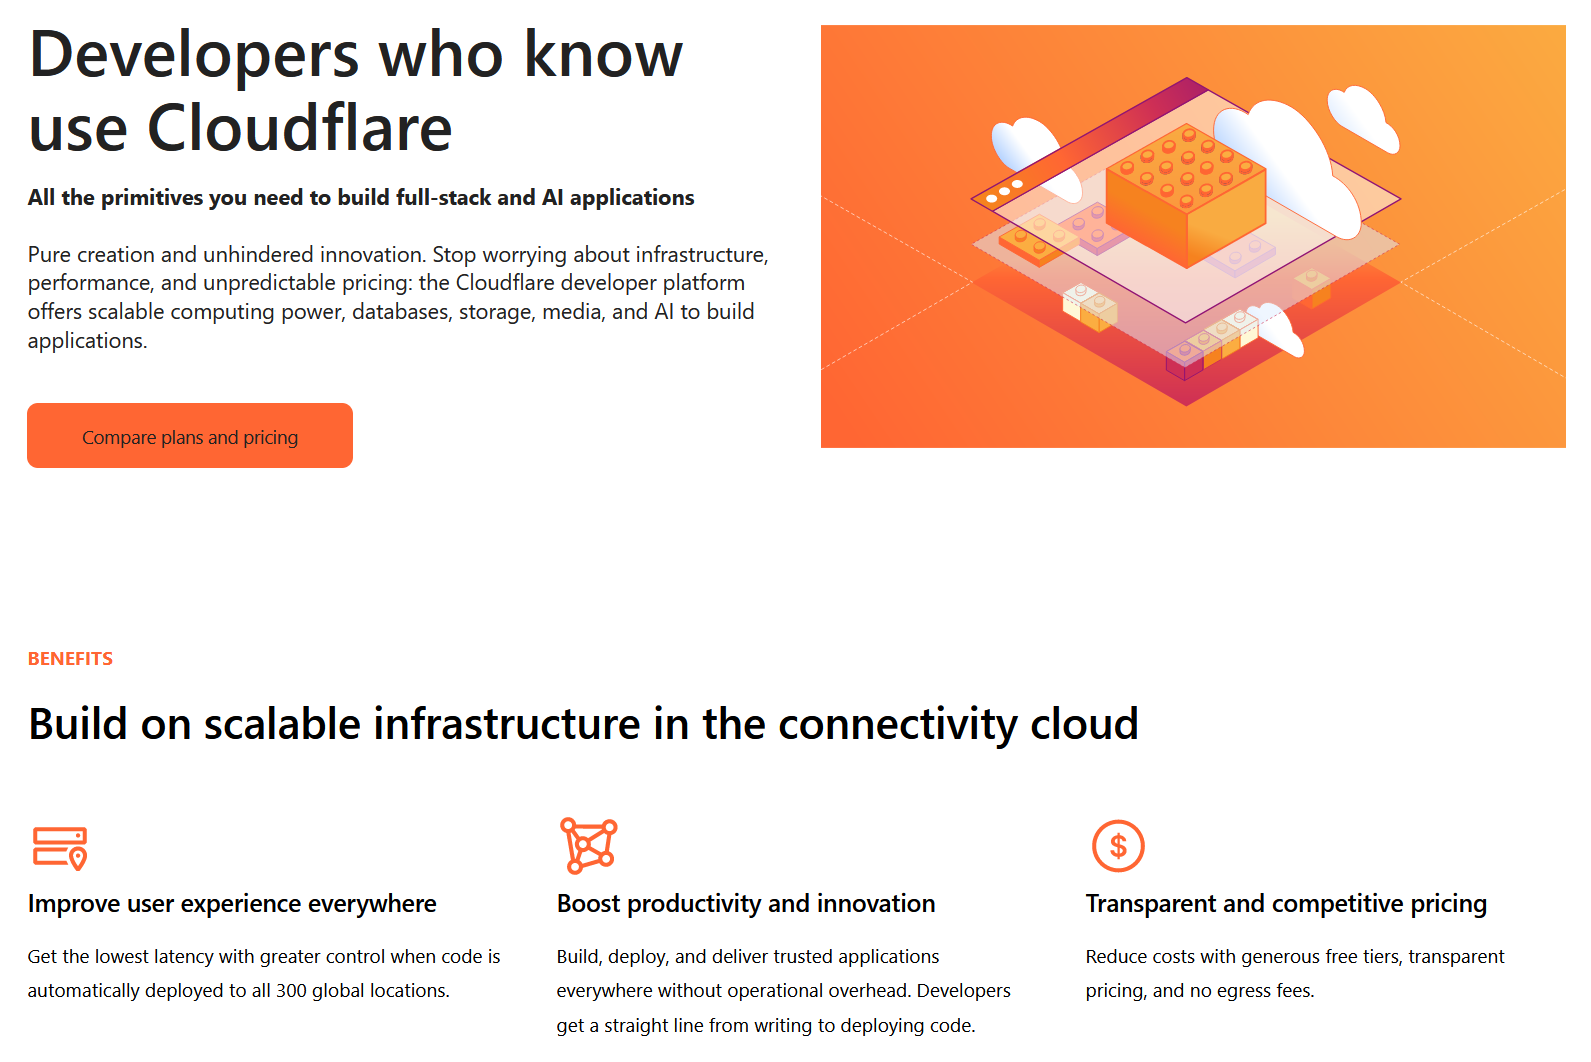 Developers who know
use Cloudflare
All the primitives you need to build full-stack and AI applications
Pure creation and unhindered innovation. Stop worrying about infrastructure,
performance, and unpredictable pricing: the Cloudflare developer platform
offers scalable computing power, databases, storage, media, and AI to build
applications.
Compare plans and pricing
BENEFITS
Build on scalable infrastructure in the connectivity cloud
Improve user experience everywhere
Get the lowest latency with greater control when code is
automatically deployed to all 300 global locations.
$
Boost productivity and innovation
Build, deploy, and deliver trusted applications
everywhere without operational overhead. Developers
get a straight line from writing to deploying code.
Transparent and competitive pricing
Reduce costs with generous free tiers, transparent
pricing, and no egress fees.